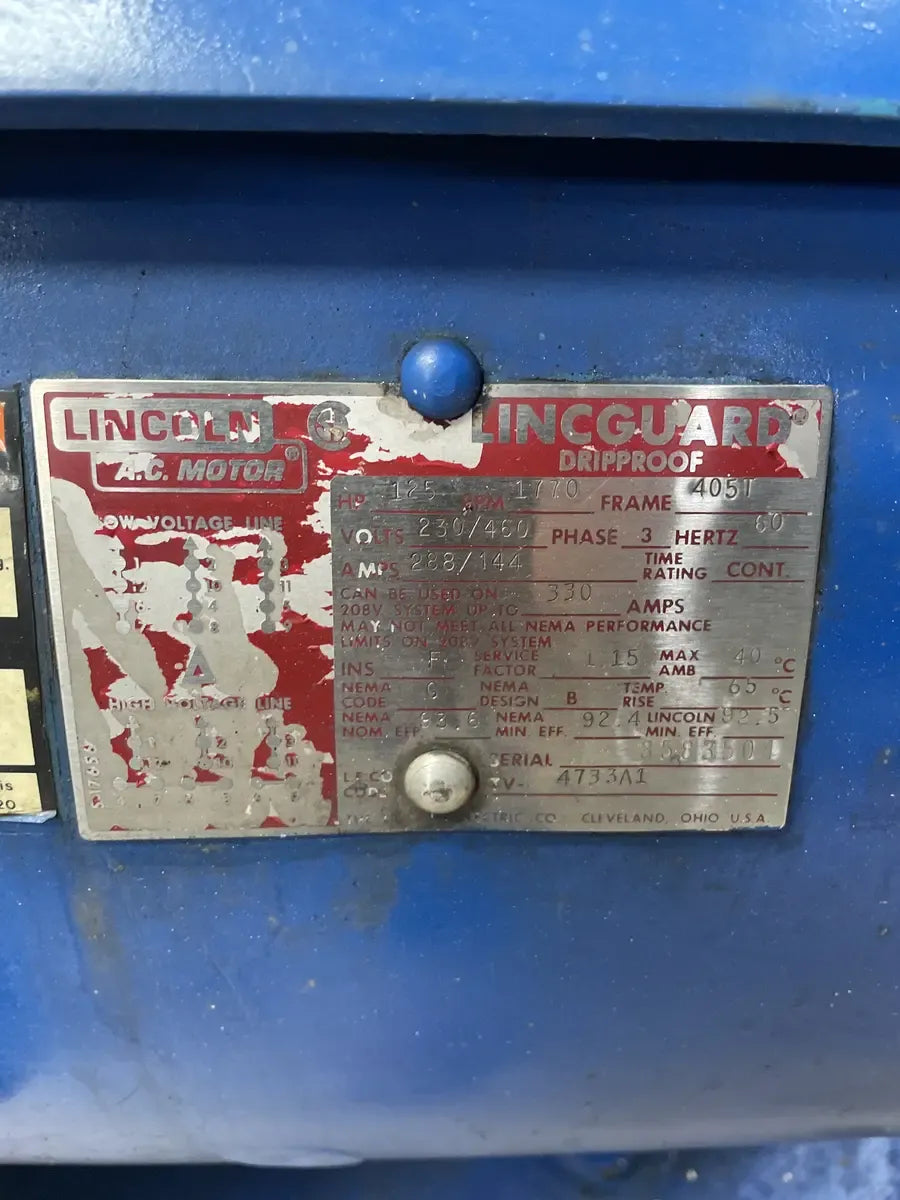 LINCOLN
A.C. MOTOR®
LINCGUARD®
DRIPPROOF
LOW VOLTAGE LINE
HIGH VOLTAGE LINE
HP 125 RPM 1770 FRAME 405T
VOLTS 230/460 PHASE 3 HERTZ 60
AMPS 288/144 TIME RATING CONT.
CAN BE USED ON
208V SYSTEM UP TO 330 AMPS
MAY NOT MEET ALL NEMA PERFORMANCE
LIMITS ON 208V SYSTEM
INS F SERVICE FACTOR 1.15 MAX AMB 40 °C
NEMA CODE G NEMA DESIGN B TEMP. RISE 65 °C
NEMA NOM. EFF. 93.6 NEMA MIN. EFF. 92.4 LINCOLN MIN. EFF. 92.5
SERIAL
CODE 4733A1
CO. CLEVELAND, OHIO U.S.A.
g.
is
20